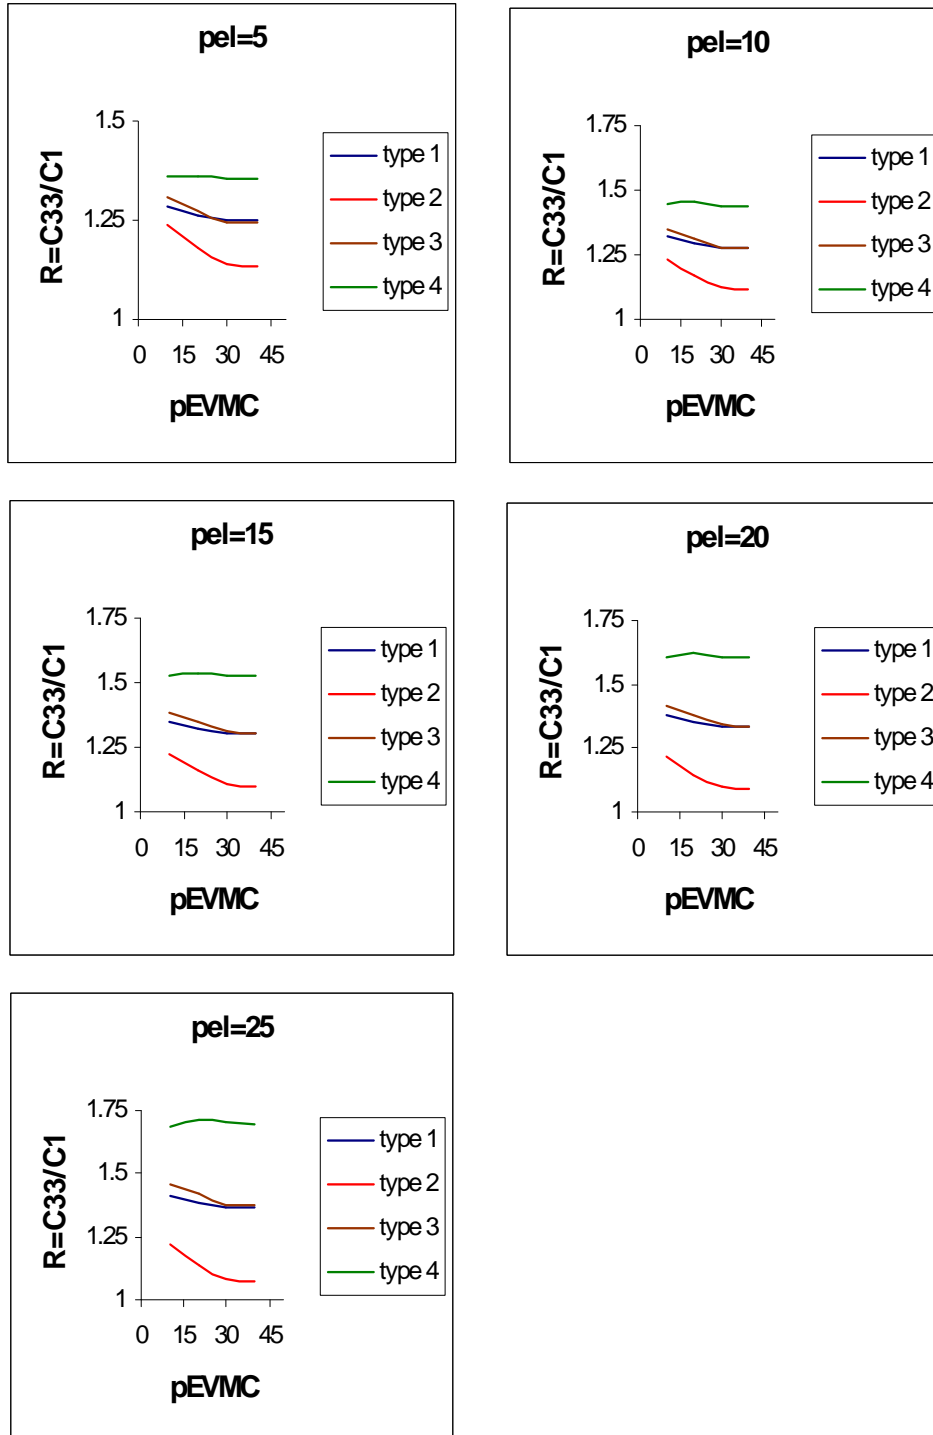 pel=5
R=C33/C1
1.5
1.25
1
0 15 30 45
pEVMC
type 1
type 2
type 3
type 4
pel=10
R=C33/C1
1.75
1.5
1.25
1
0 15 30 45
pEVMC
type 1
type 2
type 3
type 4
pel=15
R=C33/C1
1.75
1.5
1.25
1
0 15 30 45
pEVMC
type 1
type 2
type 3
type 4
pel=20
R=C33/C1
1.75
1.5
1.25
1
0 15 30 45
pEVMC
type 1
type 2
type 3
type 4
pel=25
R=C33/C1
1.75
1.5
1.25
1
0 15 30 45
pEVMC
type 1
type 2
type 3
type 4